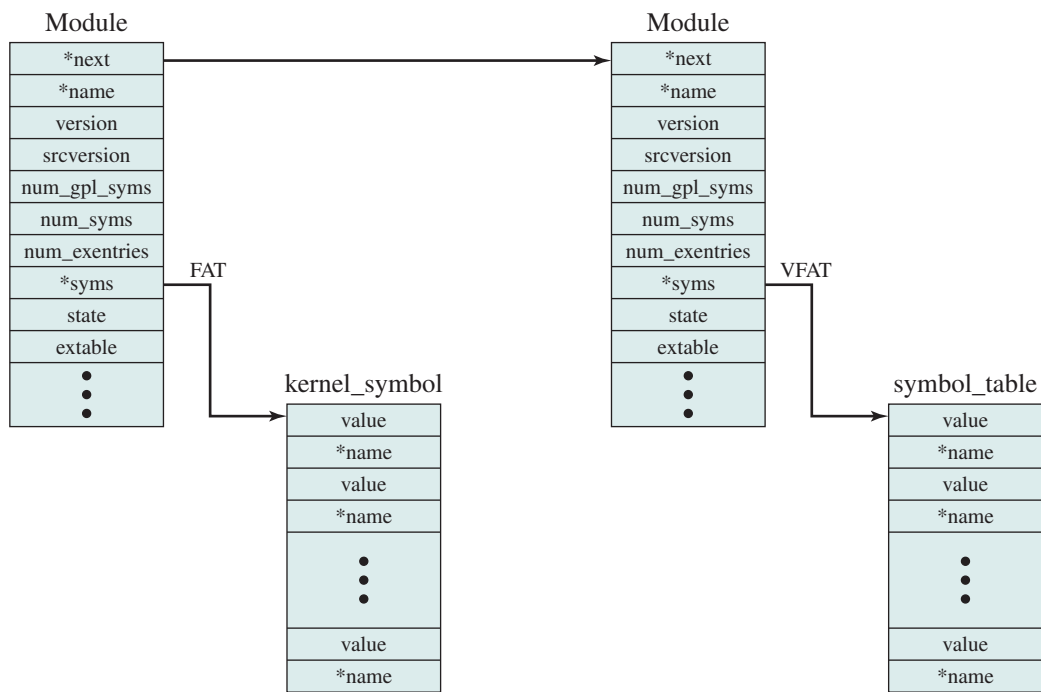 Module
*next
*name
version
srcversion
num_gpl_syms
num_syms
num_exentries
*syms
state
extable
FAT
kernel_symbol
value
*name
value
*name
value
*name
Module
*next
*name
version
srcversion
num_gpl_syms
num_syms
num_exentries
*syms
state
extable
VFAT
symbol_table
value
*name
value
*name
value
*name